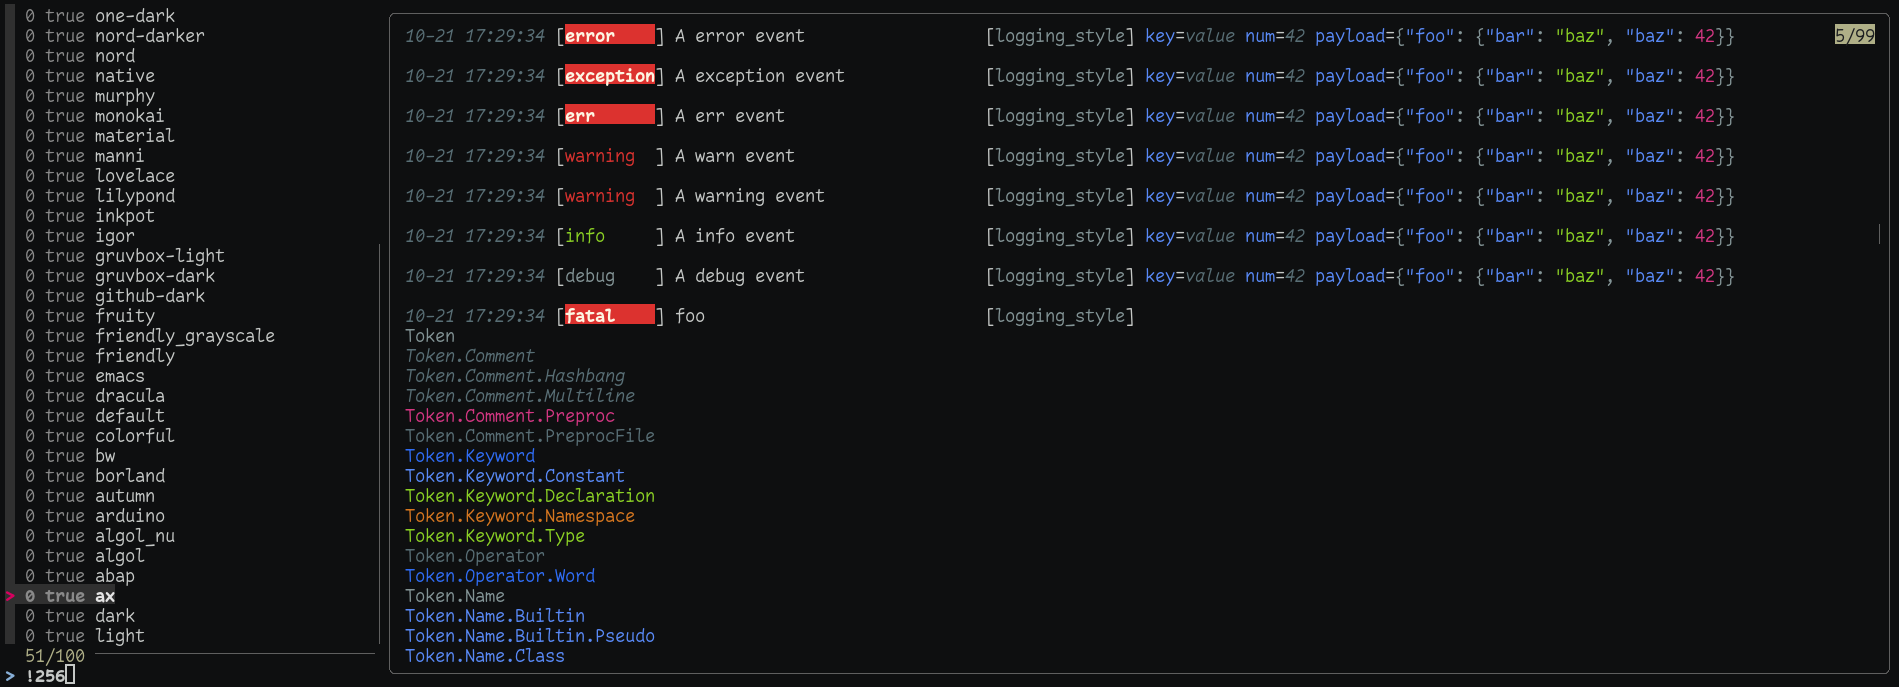 0 true one-dark
0 true nord-darker
0 true nord
0 true native
0 true murphy
0 true monokai
0 true material
0 true manni
0 true lovelace
0 true lilypond
0 true inkpot
0 true igor
0 true gruvbox-light
0 true gruvbox-dark
0 true github-dark
0 true fruity
0 true friendly_grayscale
0 true friendly
0 true emacs
0 true dracula
0 true default
0 true colorful
0 true bw
0 true borland
0 true autumn
0 true arduino
0 true algol_nu
0 true algol
0 true abap
> 0 true ax
0 true dark
0 true light
51/100
> !256
10-21 17:29:34 [error    ] A error event                  [logging_style] key=value num=42 payload={"foo": {"bar": "baz", "baz": 42}}
5/99
10-21 17:29:34 [exception] A exception event              [logging_style] key=value num=42 payload={"foo": {"bar": "baz", "baz": 42}}
10-21 17:29:34 [err      ] A err event                    [logging_style] key=value num=42 payload={"foo": {"bar": "baz", "baz": 42}}
10-21 17:29:34 [warning  ] A warn event                   [logging_style] key=value num=42 payload={"foo": {"bar": "baz", "baz": 42}}
10-21 17:29:34 [warning  ] A warning event                [logging_style] key=value num=42 payload={"foo": {"bar": "baz", "baz": 42}}
10-21 17:29:34 [info     ] A info event                   [logging_style] key=value num=42 payload={"foo": {"bar": "baz", "baz": 42}}
10-21 17:29:34 [debug    ] A debug event                  [logging_style] key=value num=42 payload={"foo": {"bar": "baz", "baz": 42}}
10-21 17:29:34 [fatal    ] foo                            [logging_style]
Token
Token.Comment
Token.Comment.Hashbang
Token.Comment.Multiline
Token.Comment.Preproc
Token.Comment.PreprocFile
Token.Keyword
Token.Keyword.Constant
Token.Keyword.Declaration
Token.Keyword.Namespace
Token.Keyword.Type
Token.Operator
Token.Operator.Word
Token.Name
Token.Name.Builtin
Token.Name.Builtin.Pseudo
Token.Name.Class